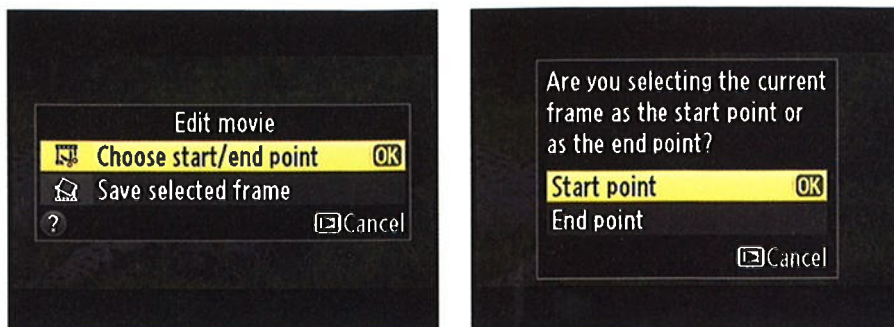 Edit movie
Choose start/end point OK
Save selected frame
? Cancel
Are you selecting the current
frame as the start point or
as the end point?
Start point OK
End point
Cancel